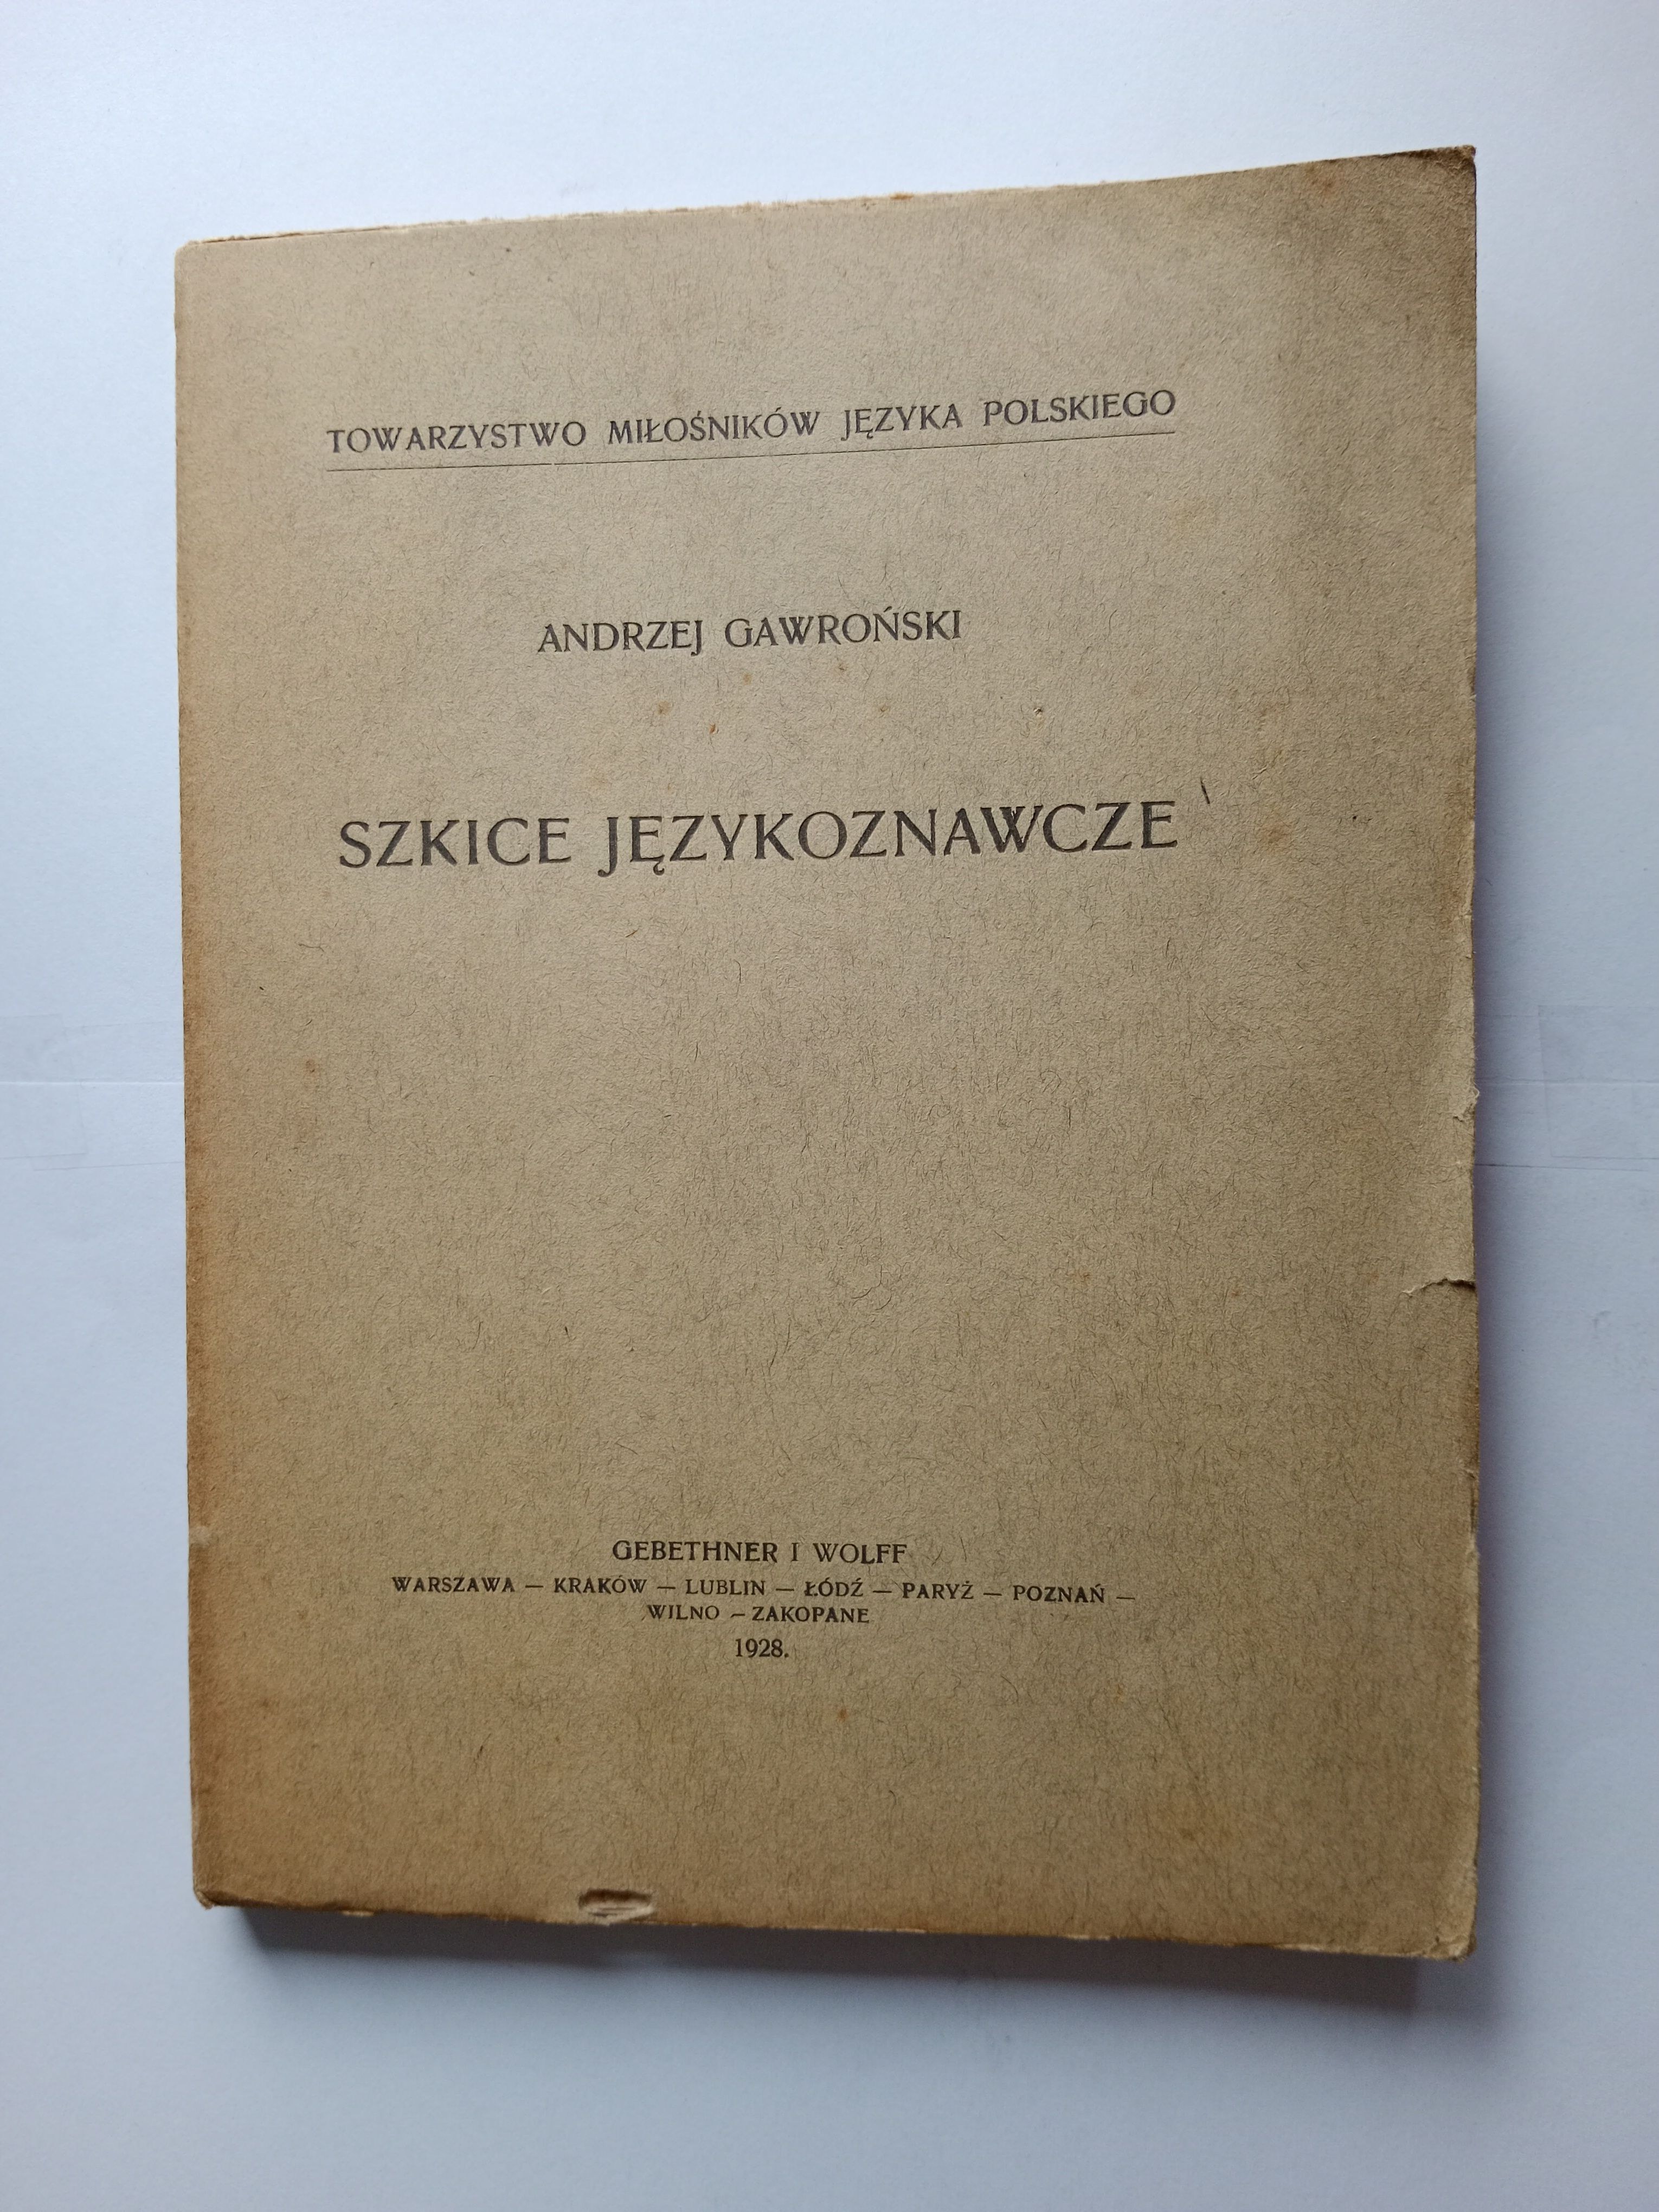 TOWARZYSTWO MIŁOŚNIKÓW JĘZYKA POLSKIEGO
ANDRZEJ GAWROŃSKI
SZKICE JĘZYKOZNAWCZE
GEBETHNER I WOLFF
WARSZAWA — KRAKÓW — LUBLIN — ŁÓDŹ — PARYŻ — POZNAŃ —
WILNO — ZAKOPANE
1928.